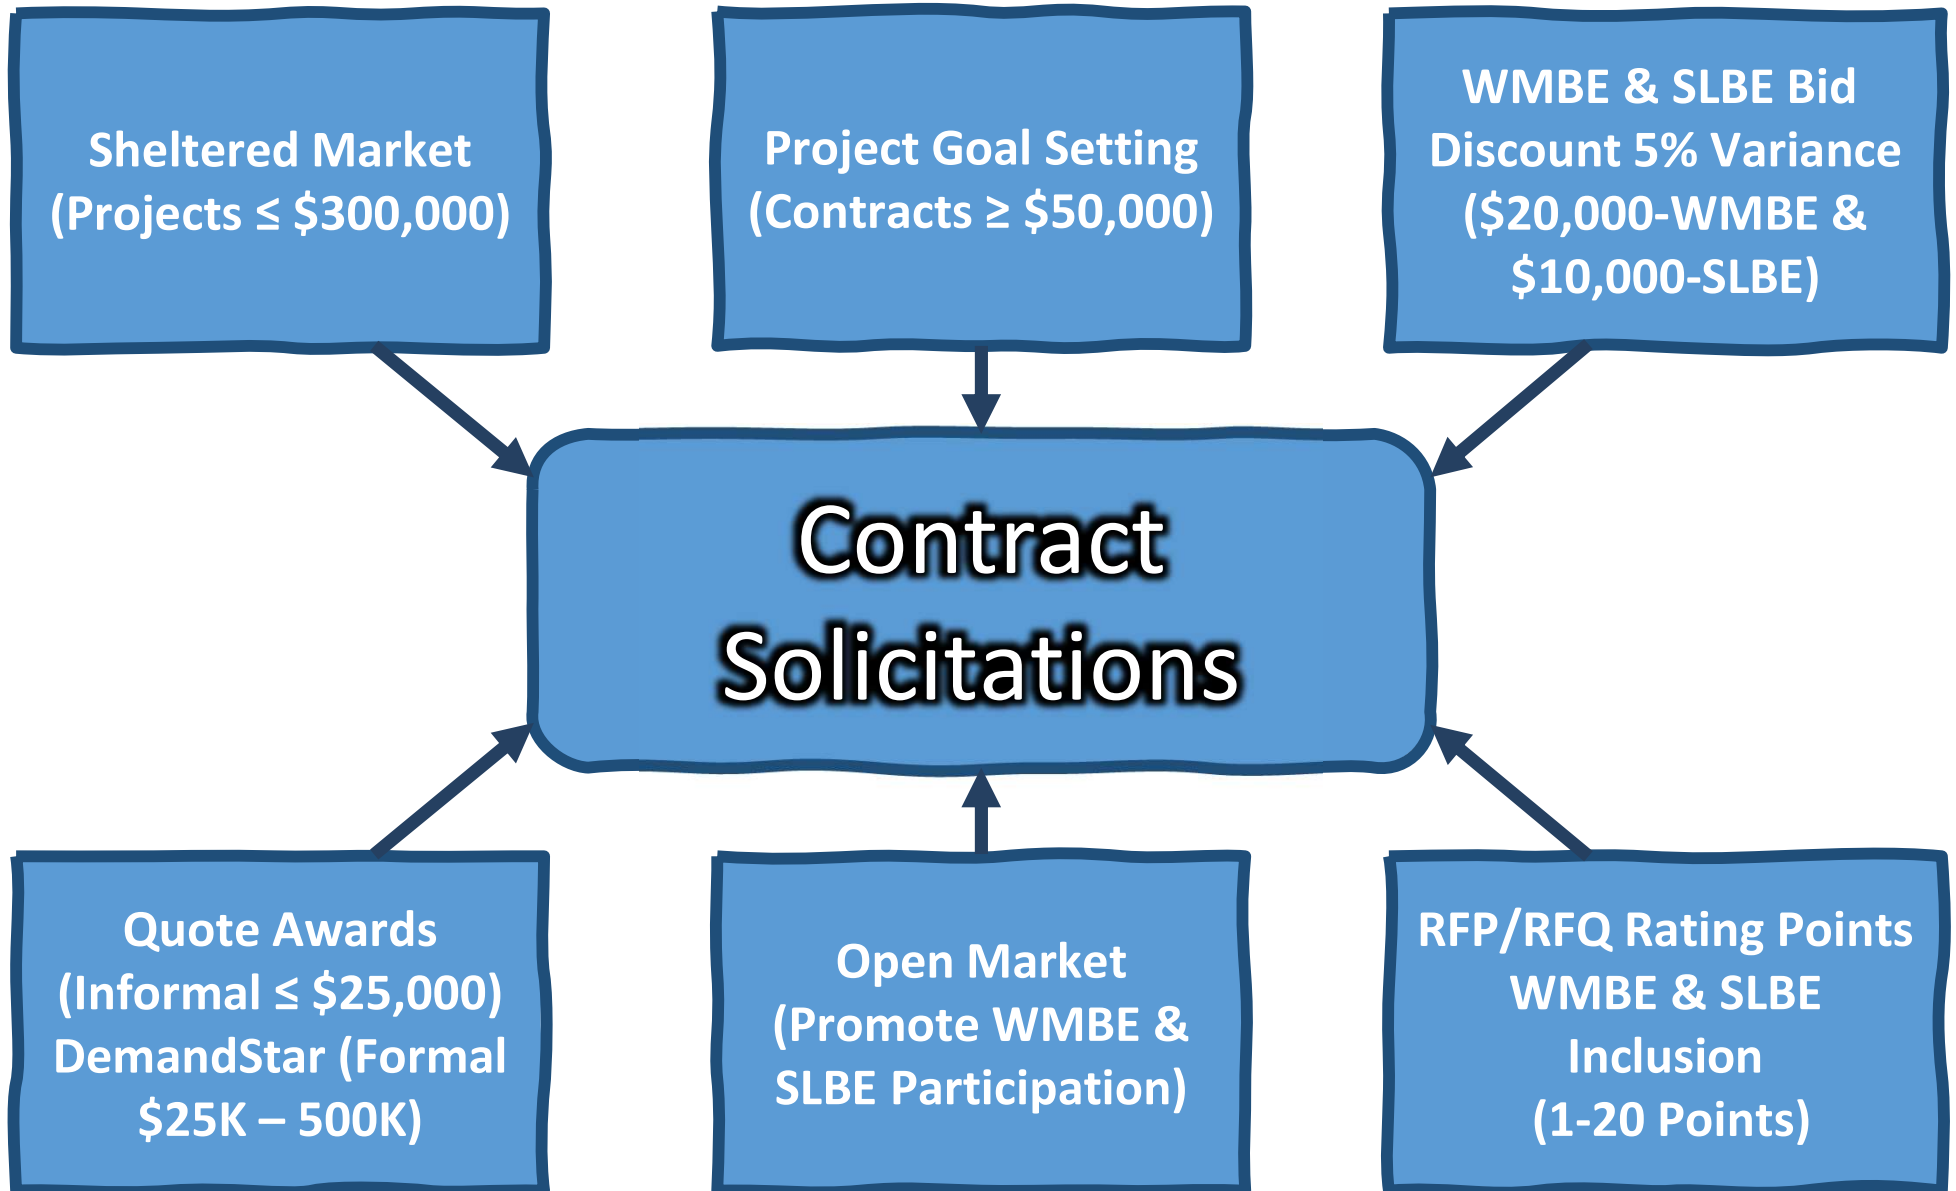 Sheltered Market
(Projects ≤ $300,000)
Project Goal Setting
(Contracts ≥ $50,000)
WMBE & SLBE Bid
Discount 5% Variance
($20,000-WMBE &
$10,000-SLBE)
Contract
Solicitations
Quote Awards
(Informal ≤ $25,000)
DemandStar (Formal
$25K – 500K)
Open Market
(Promote WMBE &
SLBE Participation)
RFP/RFQ Rating Points
WMBE & SLBE
Inclusion
(1-20 Points)